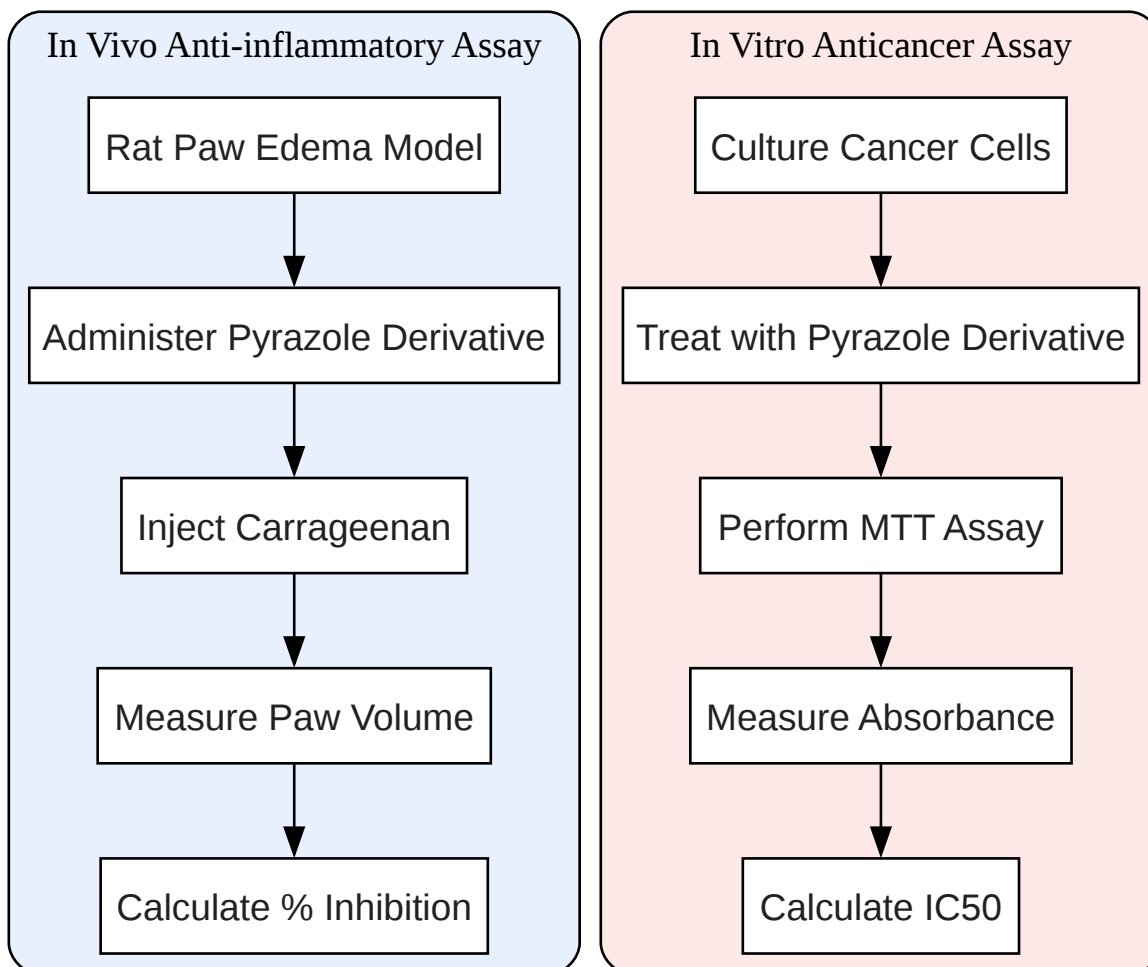 In Vivo Anti-inflammatory Assay
Rat Paw Edema Model
Administer Pyrazole Derivative
Inject Carrageenan
Measure Paw Volume
Calculate % Inhibition
In Vitro Anticancer Assay
Culture Cancer Cells
Treat with Pyrazole Derivative
Perform MTT Assay
Measure Absorbance
Calculate IC50